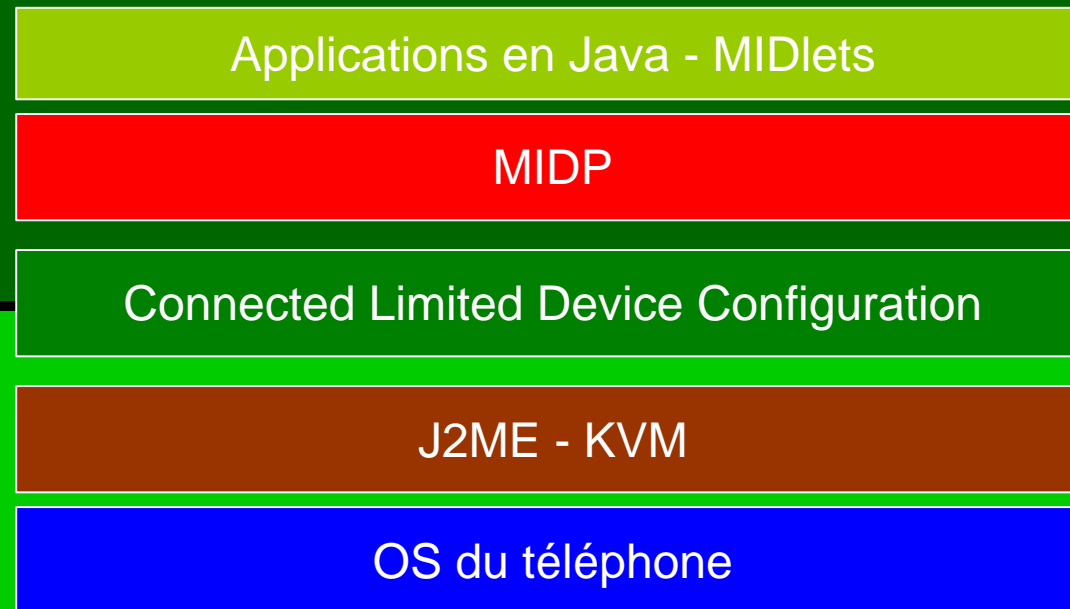 Applications en Java - MIDlets
MIDP
Connected Limited Device Configuration
J2ME - KVM
OS du téléphone